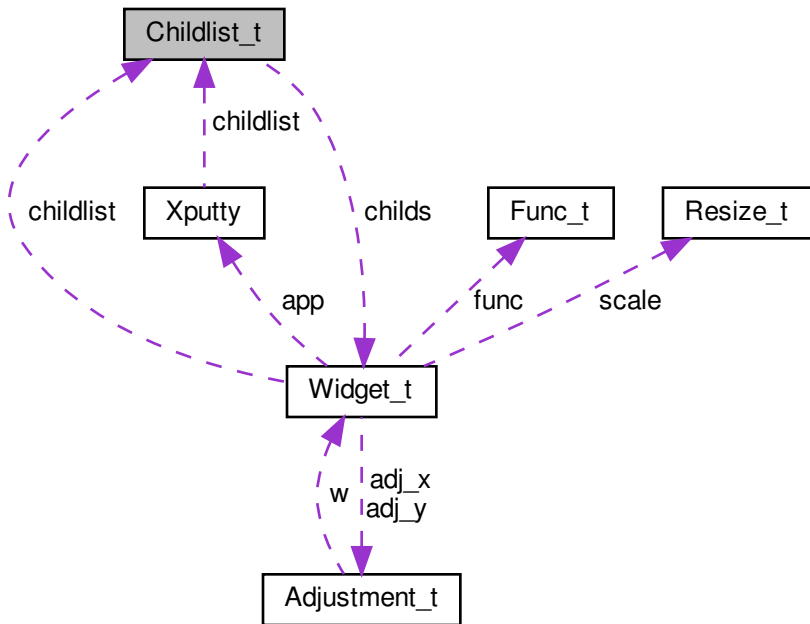 Childlist_t
childlist
childlist
Xputty
childs
Func_t
Resize_t
app
func
scale
Widget_t
w
adj_x
adj_y
Adjustment_t